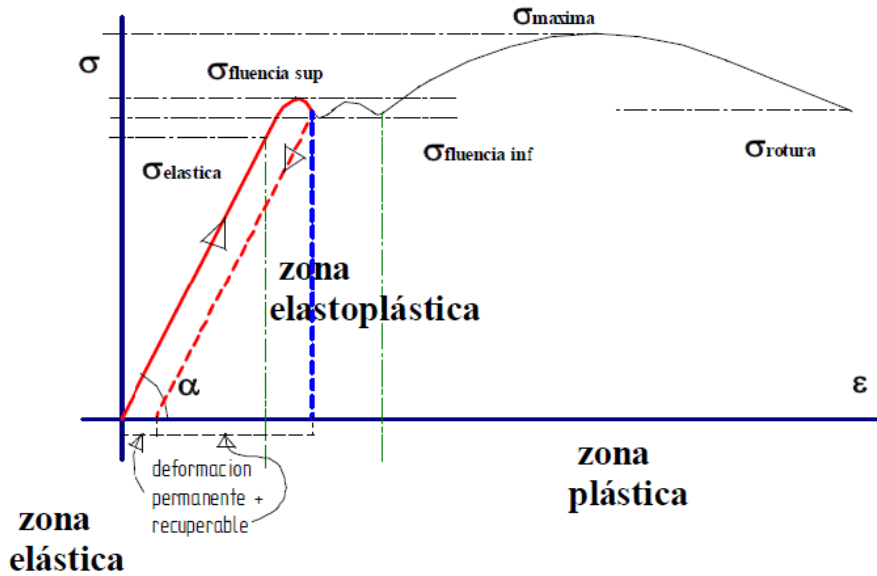 σmaxima
σ
σfluencia sup
σelastica
σfluencia inf
σrotura
zona
elastoplástica
α
ε
deformacion
permanente +
recuperable
zona
plástica
zona
elástica